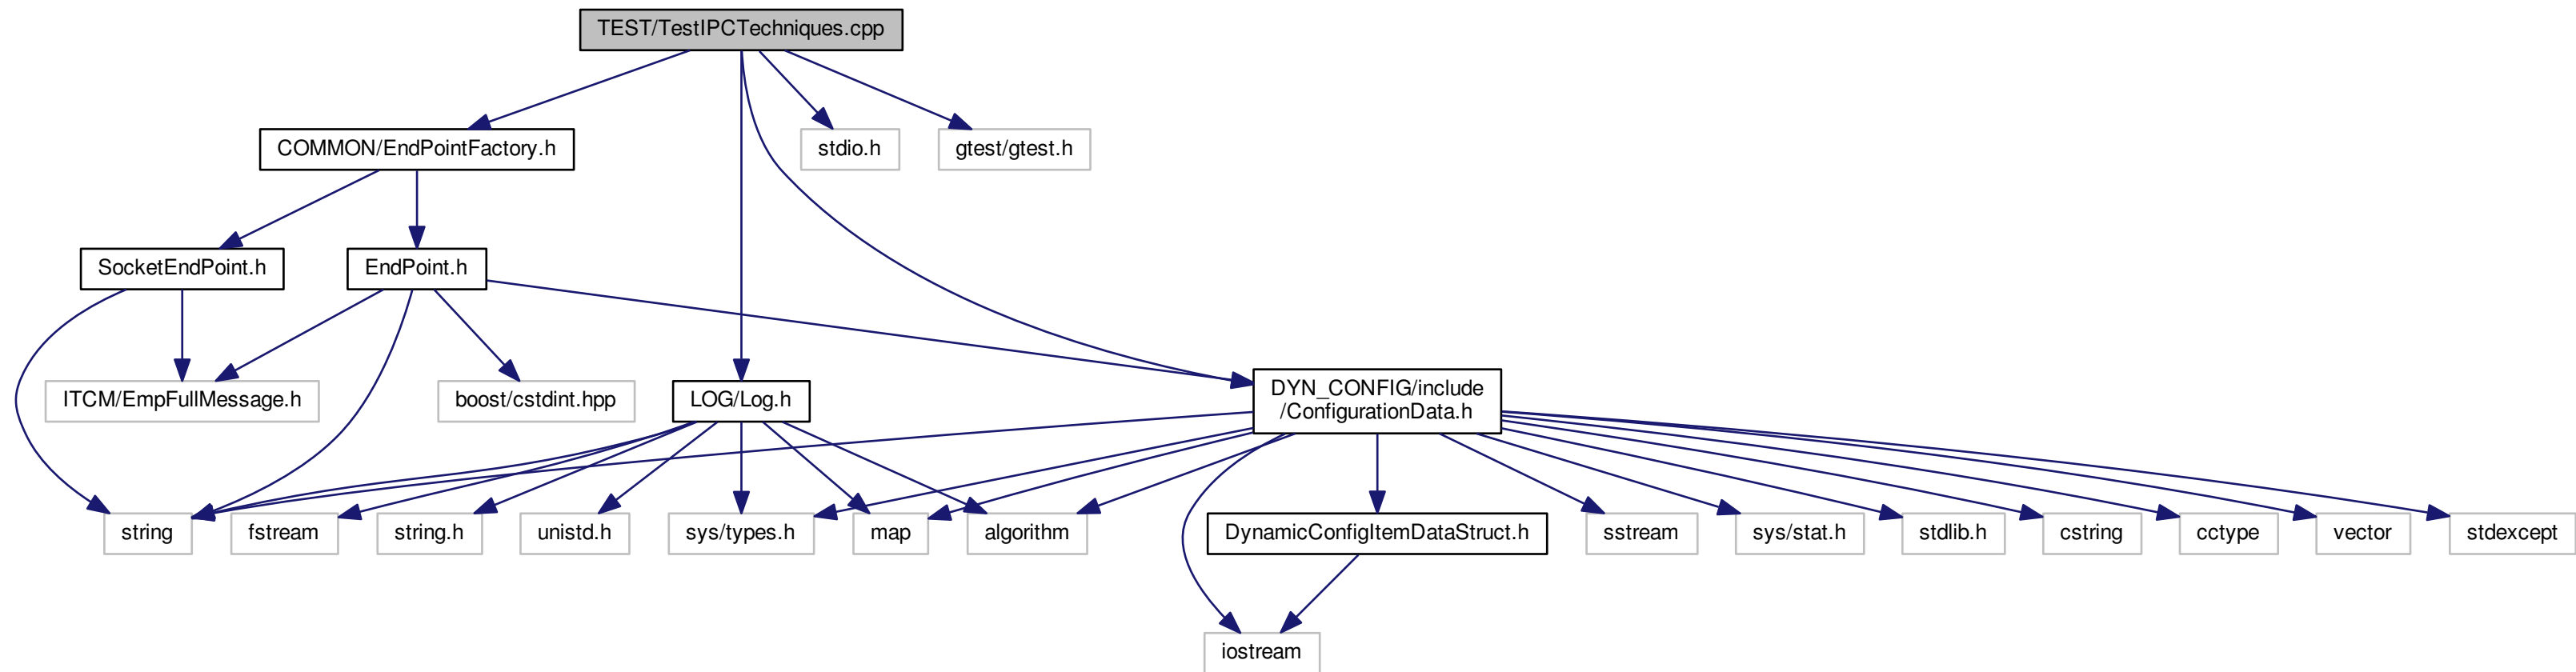 TEST/TestIPCTechniques.cpp
COMMON/EndPointFactory.h
stdio.h
gtest/gtest.h
SocketEndPoint.h
EndPoint.h
ITCM/EmpFullMessage.h
boost/cstdint.hpp
LOG/Log.h
DYN_CONFIG/include
/ConfigurationData.h
string
fstream
string.h
unistd.h
sys/types.h
map
algorithm
DynamicConfigItemDataStruct.h
sstream
sys/stat.h
stdlib.h
cstring
cctype
vector
stdexcept
iostream